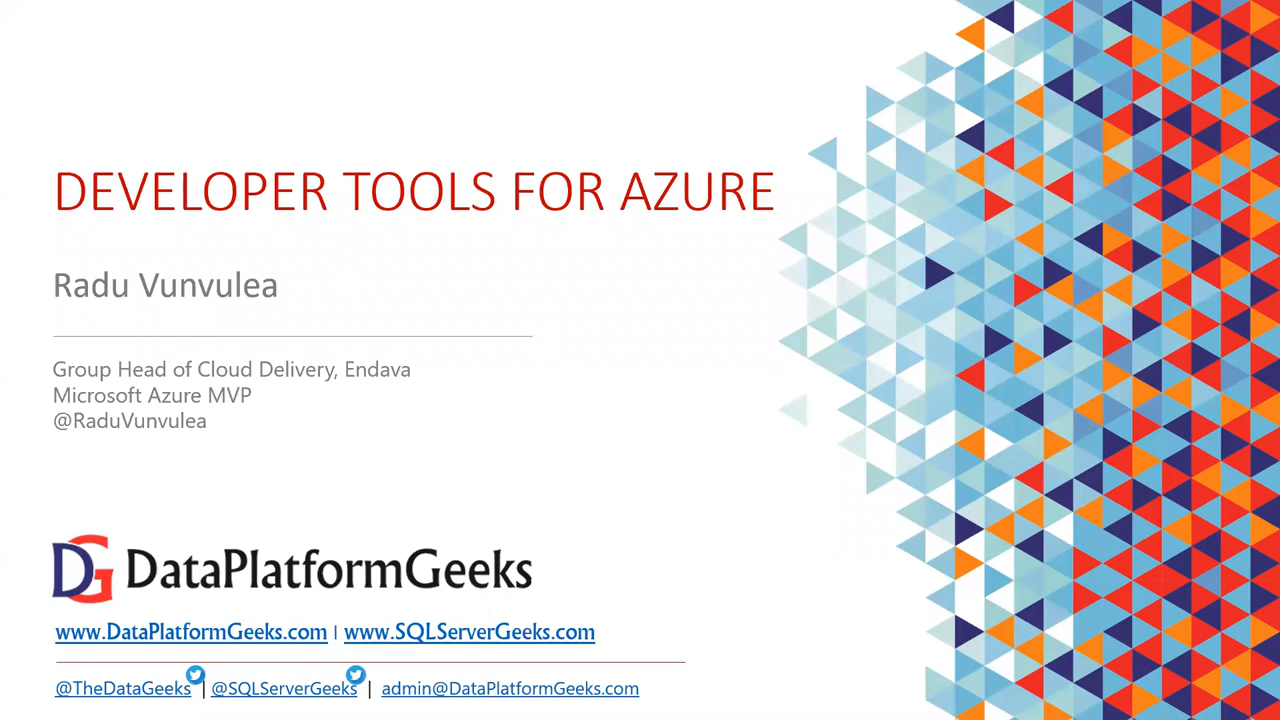 DEVELOPER TOOLS FOR AZURE
Radu Vunvulea
Group Head of Cloud Delivery, Endava
Microsoft Azure MVP
@RaduVunvulea
DG DataPlatformGeeks
www.DataPlatformGeeks.com | www.SQLServerGeeks.com
@TheDataGeeks | @SQLServerGeeks | admin@DataPlatformGeeks.com